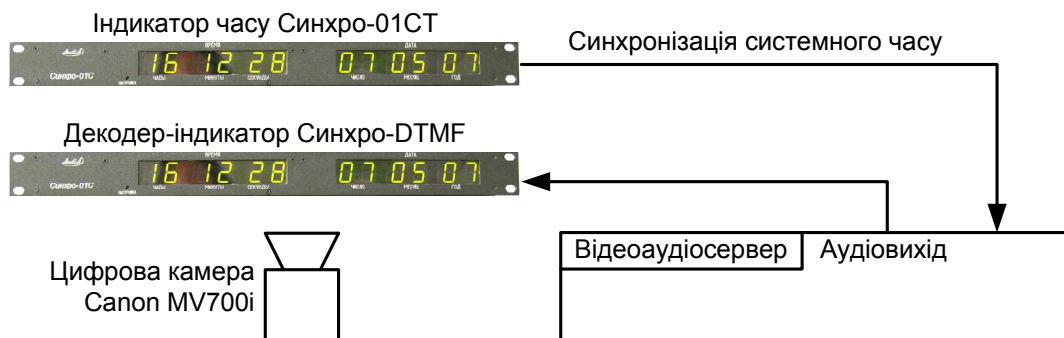 Індикатор часу Синхро-01СТ
ВРЕМЯ ДАТА
16 12 28 07 05 07
Синхро-01С
НАСТРОЙКА ЧАСЫ МИНУТЫ СЕКУНДЫ ЧИСЛО МЕСЯЦ ГОД
Синхронізація системного часу
Декодер-індикатор Синхро-DTMF
ВРЕМЯ ДАТА
16 12 28 07 05 07
Синхро-01С
НАСТРОЙКА ЧАСЫ МИНУТЫ СЕКУНДЫ ЧИСЛО МЕСЯЦ ГОД
Цифрова камера
Canon MV700i
Відеоаудіосервер
Аудіовихід